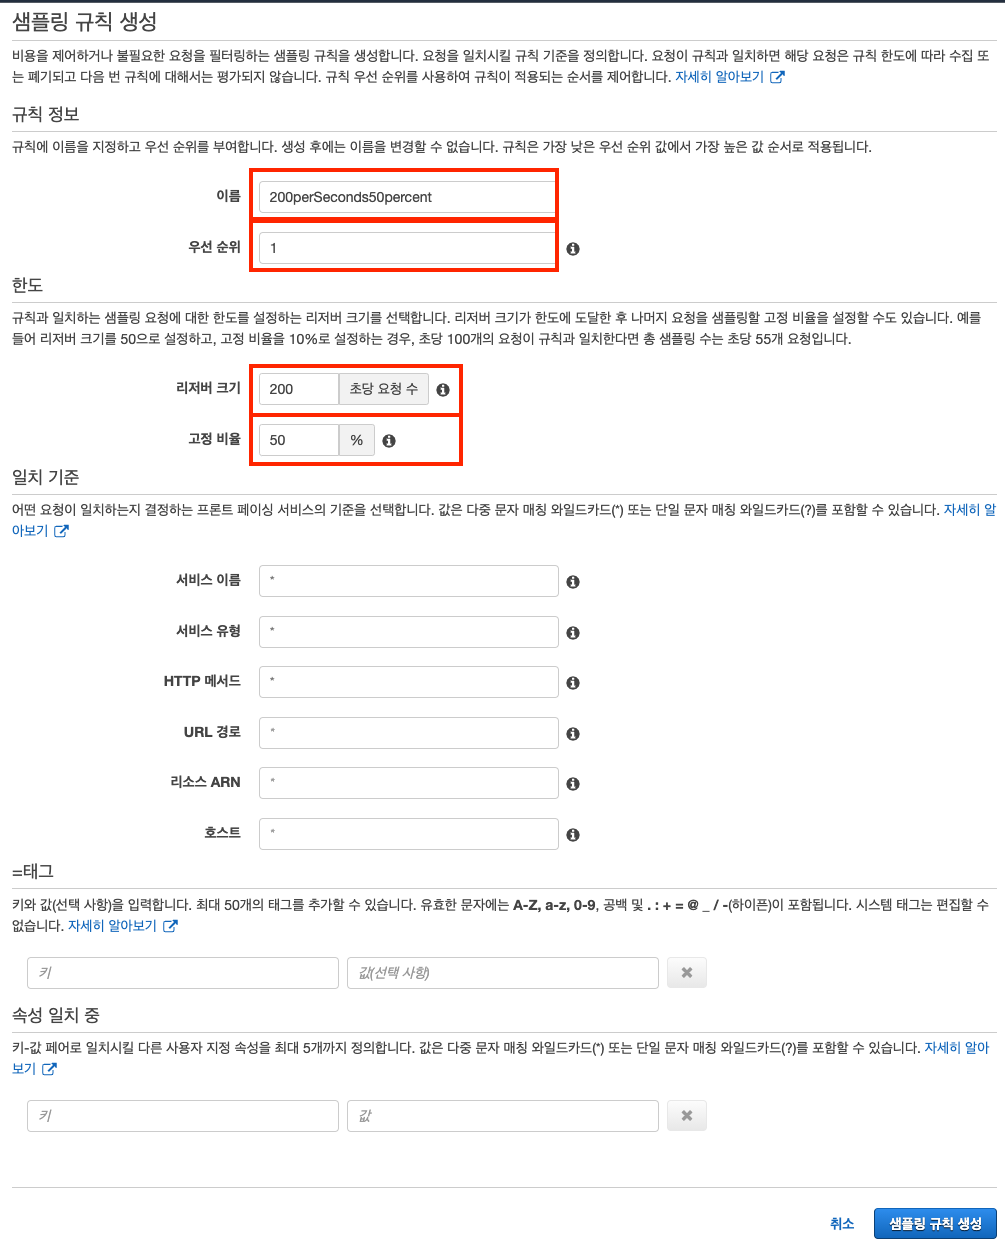 샘플링 규칙 생성
비용을 제어하거나 불필요한 요청을 필터링하는 샘플링 규칙을 생성합니다. 요청을 일치시킬 규칙 기준을 정의합니다. 요청이 규칙과 일치하면 해당 요청은 규칙 한도에 따라 수집 또
는 폐기되고 다음 번 규칙에 대해서는 평가되지 않습니다. 규칙 우선 순위를 사용하여 규칙이 적용되는 순서를 제어합니다. 자세히 알아보기
규칙 정보
규칙에 이름을 지정하고 우선 순위를 부여합니다. 생성 후에는 이름을 변경할 수 없습니다. 규칙은 가장 낮은 우선 순위 값에서 가장 높은 값 순서로 적용됩니다.
이름 200perSeconds50percent
우선 순위 1
한도
규칙과 일치하는 샘플링 요청에 대한 한도를 설정하는 리저버 크기를 선택합니다. 리저버 크기가 한도에 도달한 후 나머지 요청을 샘플링할 고정 비율을 설정할 수도 있습니다. 예를
들어 리저버 크기를 50으로 설정하고, 고정 비율을 10%로 설정하는 경우, 초당 100개의 요청이 규칙과 일치한다면 총 샘플링 수는 초당 55개 요청입니다.
리저버 크기 200 초당 요청 수
고정 비율 50 %
일치 기준
어떤 요청이 일치하는지 결정하는 프론트 페이싱 서비스의 기준을 선택합니다. 값은 다중 문자 매칭 와일드카드(*) 또는 단일 문자 매칭 와일드카드(?)를 포함할 수 있습니다. 자세히 알
아보기
서비스 이름 *
서비스 유형 *
HTTP 메서드 *
URL 경로 *
리소스 ARN *
호스트 *
=태그
키와 값(선택 사항)을 입력합니다. 최대 50개의 태그를 추가할 수 있습니다. 유효한 문자에는 A-Z, a-z, 0-9, 공백 및 . : + = @ _ / -(하이픈)이 포함됩니다. 시스템 태그는 편집할 수
없습니다. 자세히 알아보기
키 값(선택 사항)
속성 일치 중
키-값 페어로 일치시킬 다른 사용자 지정 속성을 최대 5개까지 정의합니다. 값은 다중 문자 매칭 와일드카드(*) 또는 단일 문자 매칭 와일드카드(?)를 포함할 수 있습니다. 자세히 알아
보기
키 값
취소 샘플링 규칙 생성